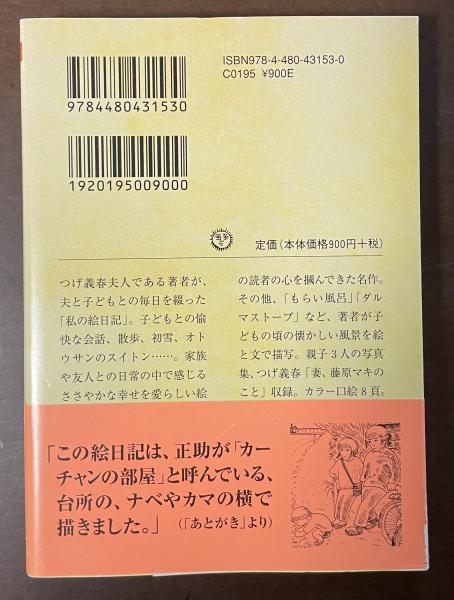 ISBN978-4-480-43153-0
C0195 ¥900E
9784480431530
1920195009000
定価(本体価格900円+税)
つげ義春夫人である著者が、
夫と子どもとの毎日を綴った
「私の絵日記」。子どもとの愉
快な会話、散歩、初雪、オト
ウサンのスイトン……。家族
や友人との日常の中で感じる
ささやかな幸せを愛らしい絵
の読者の心を摑んできた名作。
その他、「もらい風呂」「ダル
マストーブ」など、著者が子
どもの頃の懐かしい風景を絵
と文で描写。親子3人の写真
集、つげ義春「妻、藤原マキの
こと」収録。カラー口絵8頁。
「この絵日記は、正助が「カー
チャンの部屋」と呼んでいる、
台所の、ナベやカマの横で
描きました。」
(「あとがき」より)